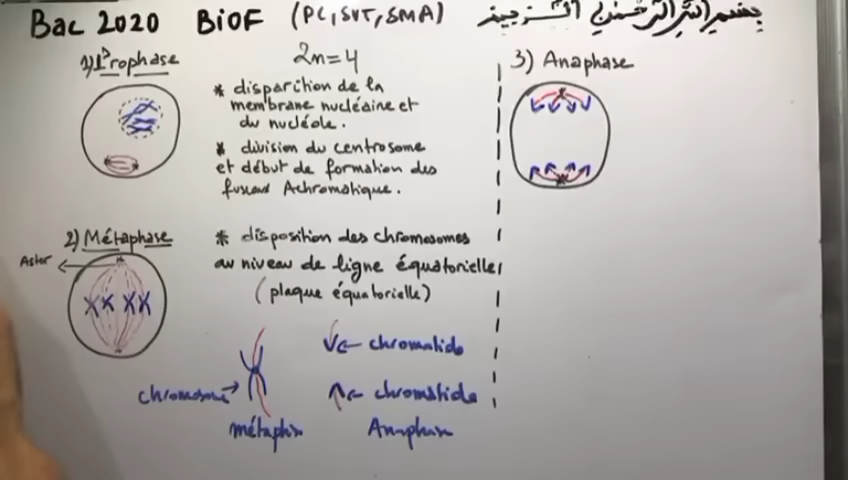 Bac 2020 BiOF (PC, SVT, SMA) بسم الله الرحمن الرحيم
1) Prophase
2n=4
* disparition de la
membrane nucléaire et
du nucléole.
* division du centrosome
et début de formation des
fuseau Achromatique.
2) Métaphase
Aster
* disposition des chromosomes
au niveau de ligne équatorielle
(plaque équatorielle)
chromosome
métaphase
chromatide
chromatide
Anaphase
3) Anaphase